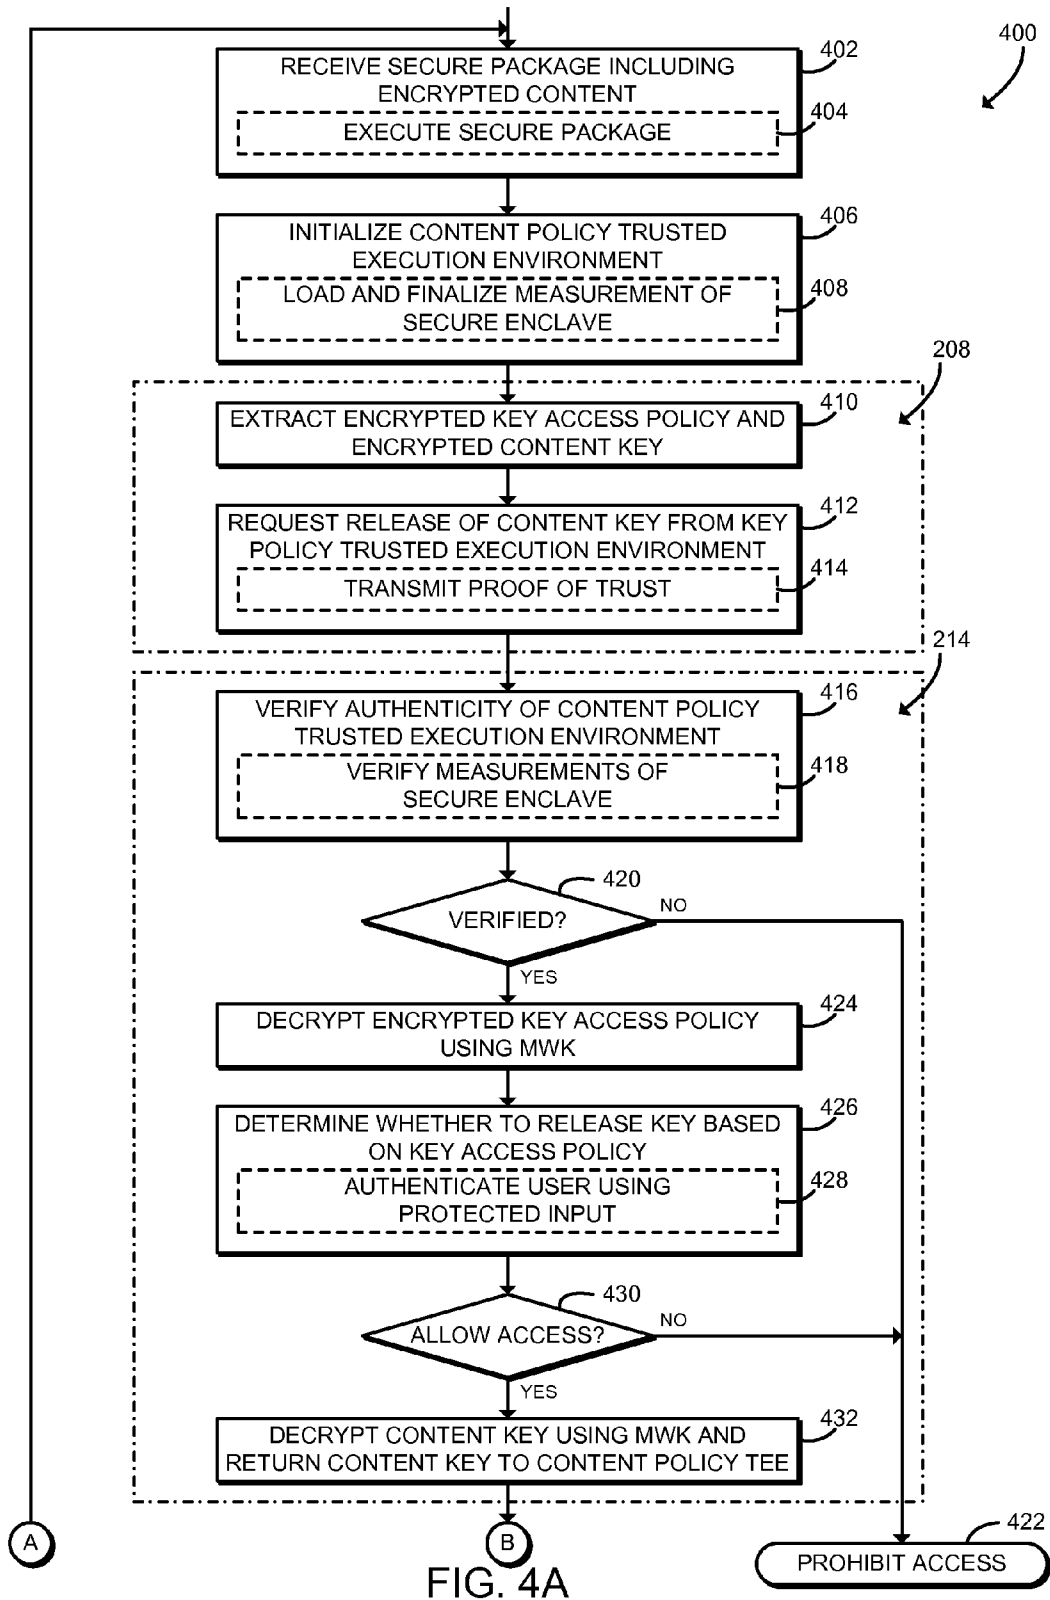 400
402
RECEIVE SECURE PACKAGE INCLUDING
ENCRYPTED CONTENT
404
EXECUTE SECURE PACKAGE
406
INITIALIZE CONTENT POLICY TRUSTED
EXECUTION ENVIRONMENT
408
LOAD AND FINALIZE MEASUREMENT OF
SECURE ENCLAVE
208
410
EXTRACT ENCRYPTED KEY ACCESS POLICY AND
ENCRYPTED CONTENT KEY
412
REQUEST RELEASE OF CONTENT KEY FROM KEY
POLICY TRUSTED EXECUTION ENVIRONMENT
414
TRANSMIT PROOF OF TRUST
214
416
VERIFY AUTHENTICITY OF CONTENT POLICY
TRUSTED EXECUTION ENVIRONMENT
418
VERIFY MEASUREMENTS OF
SECURE ENCLAVE
420
VERIFIED?
NO
YES
424
DECRYPT ENCRYPTED KEY ACCESS POLICY
USING MWK
426
DETERMINE WHETHER TO RELEASE KEY BASED
ON KEY ACCESS POLICY
428
AUTHENTICATE USER USING
PROTECTED INPUT
430
ALLOW ACCESS?
NO
YES
432
DECRYPT CONTENT KEY USING MWK AND
RETURN CONTENT KEY TO CONTENT POLICY TEE
A
B
422
PROHIBIT ACCESS
FIG. 4A